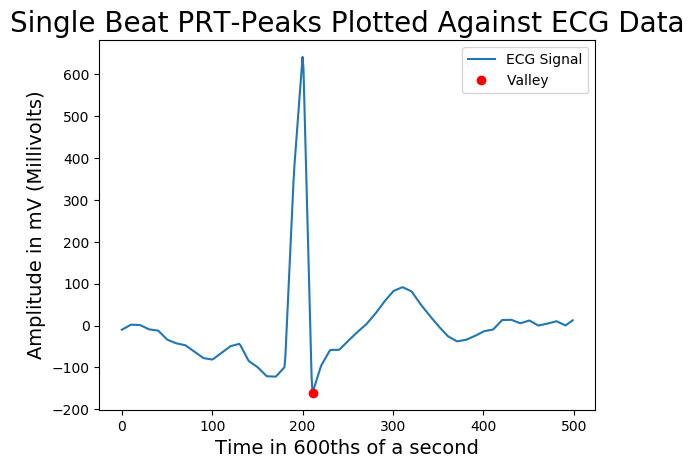 Single Beat PRT-Peaks Plotted Against ECG Data
ECG Signal
Valley
Amplitude in mV (Millivolts)
600
500
400
300
200
100
0
−100
−200
0 100 200 300 400 500
Time in 600ths of a second